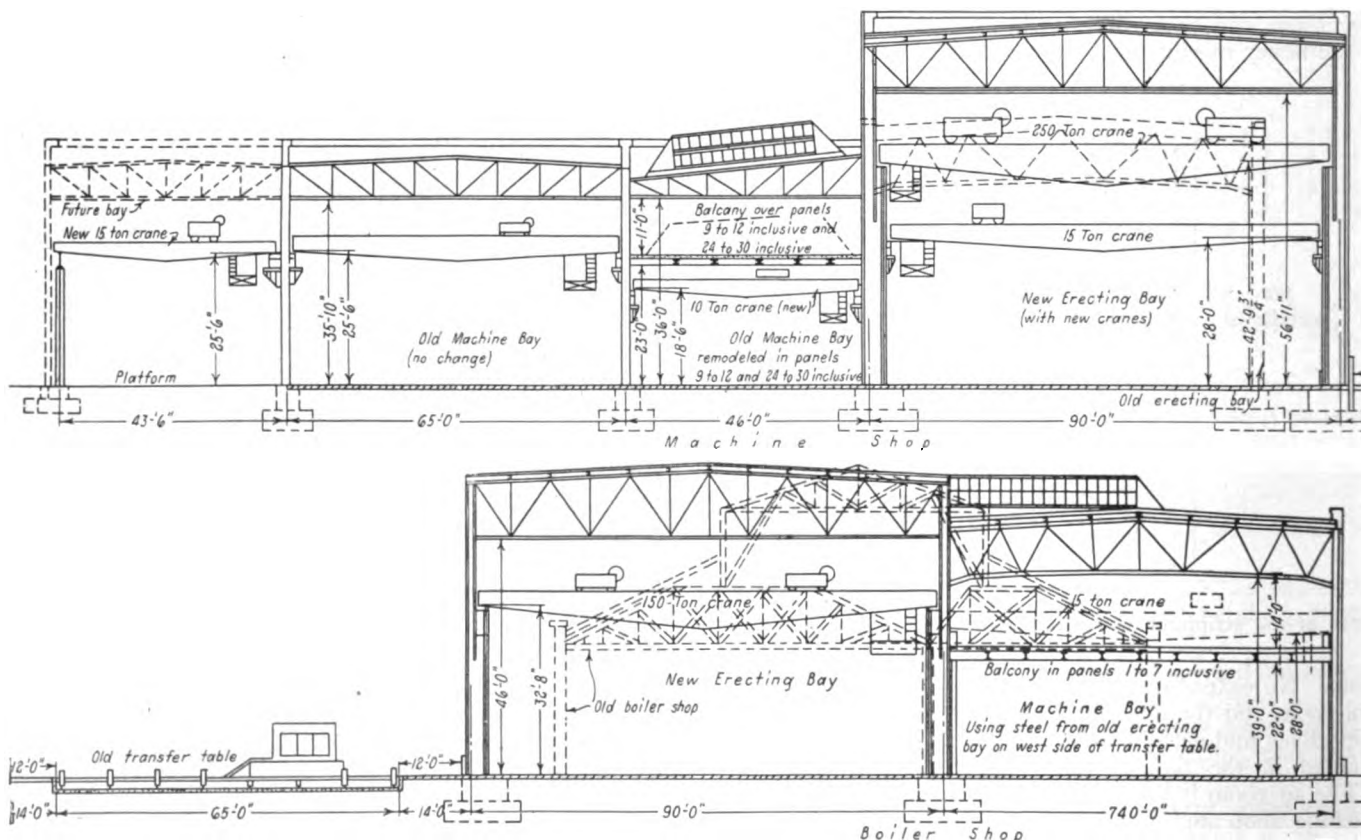 250 Ton crane
Future bay
New 15 ton crane
11'-0"
Balcany over panels
9 to 12 inclusive and
24 to 30 inclusive
15 Ton crane
25'-6"
35'-10"
25'-6"
Old Machine Bay
(no change)
23'-0"
36'-0"
18'-6"
10 Ton crane (new)
Old Machine Bay
remodeled in panels
9 to 12 and 24 to 30 inclusive
New Erecting Bay
(with new cranes)
28'-0"
42'-9¾"
56'-11"
Platform
Old erecting bay
43'-6"
65'-0"
46'-0"
90'-0"
Machine Shop
150-Ton crane
15 ton crane
14'-0"
46'-0"
32'-8"
New Erecting Bay
Old boiler shop
Balcony in panels 1 to 7 inclusive
Machine Bay
Using steel from old erecting
bay on west side of transfer table.
39'-0"
22'-0"
28'-0"
Old transfer table
12'-0"
12'-0"
14'-0"
65'-0"
14'-0"
90'-0"
740'-0"
Boiler Shop